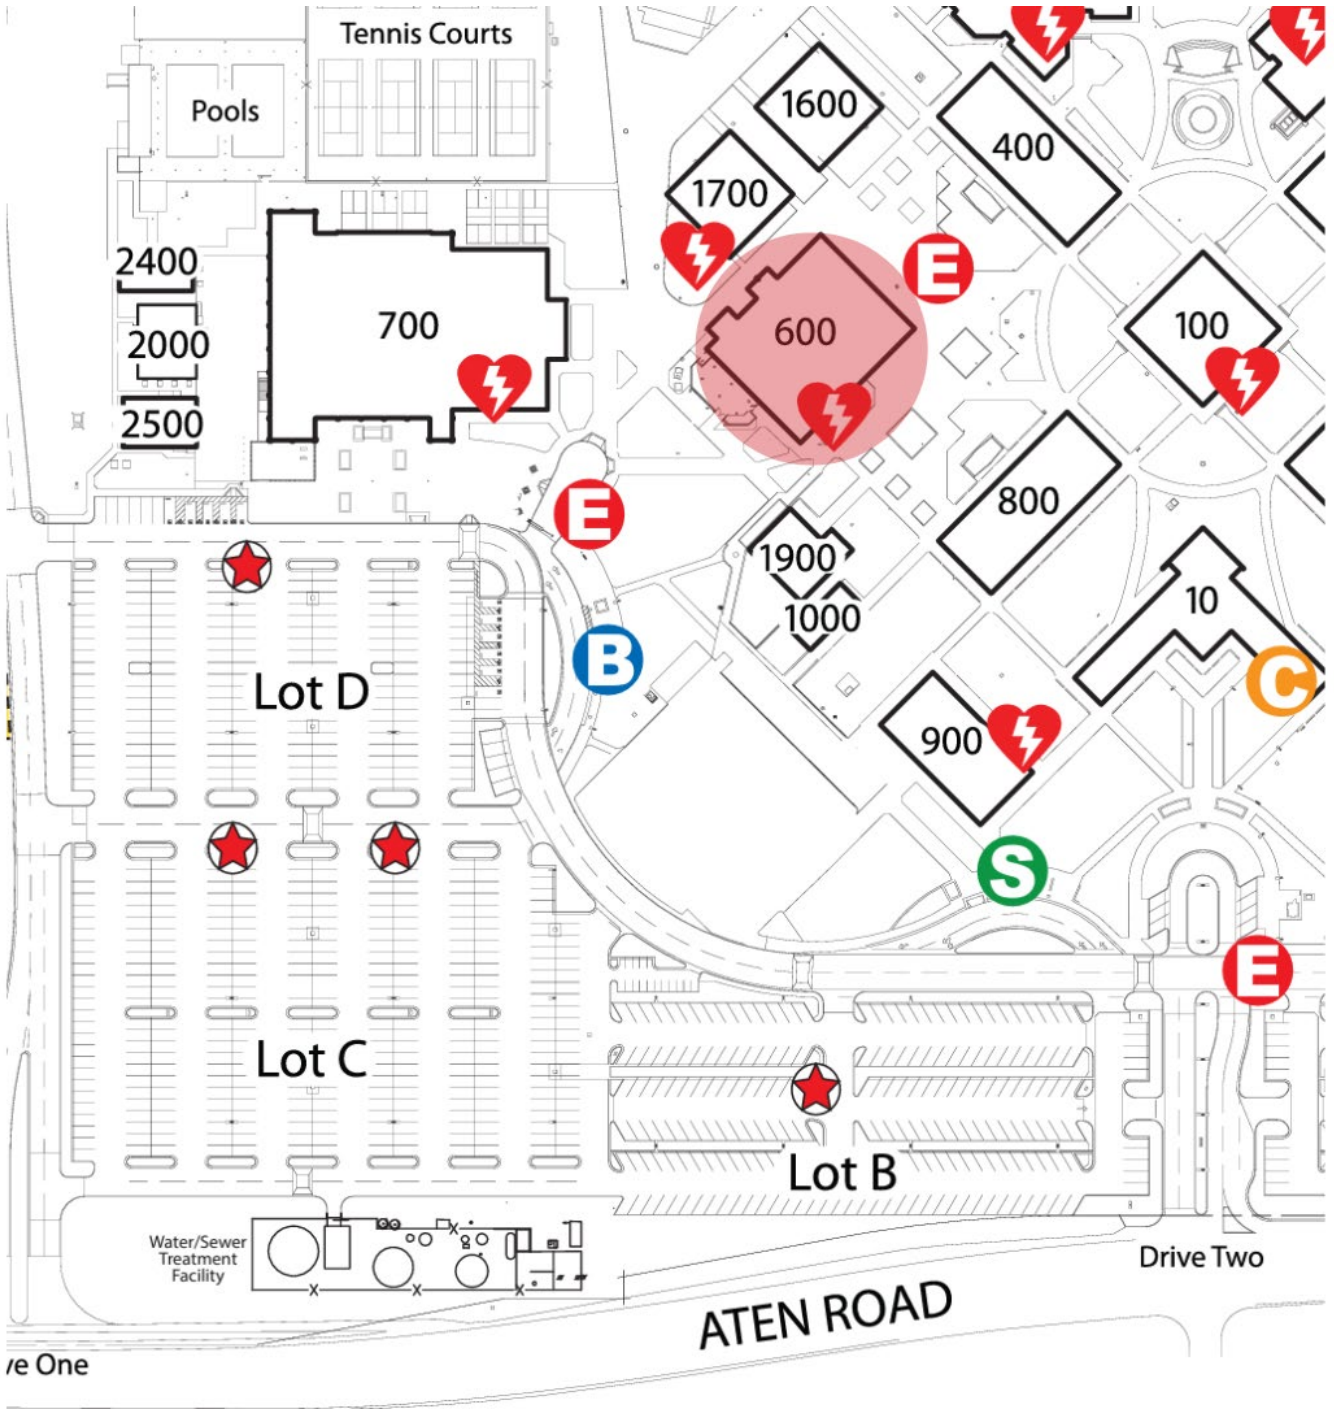 Tennis Courts
Pools
1600
400
1700
2400
700
600
E
100
2000
2500
800
E
1900
10
1000
B
C
Lot D
900
S
E
Lot C
Lot B
Water/Sewer
Treatment
Facility
Drive Two
ATEN ROAD
ve One